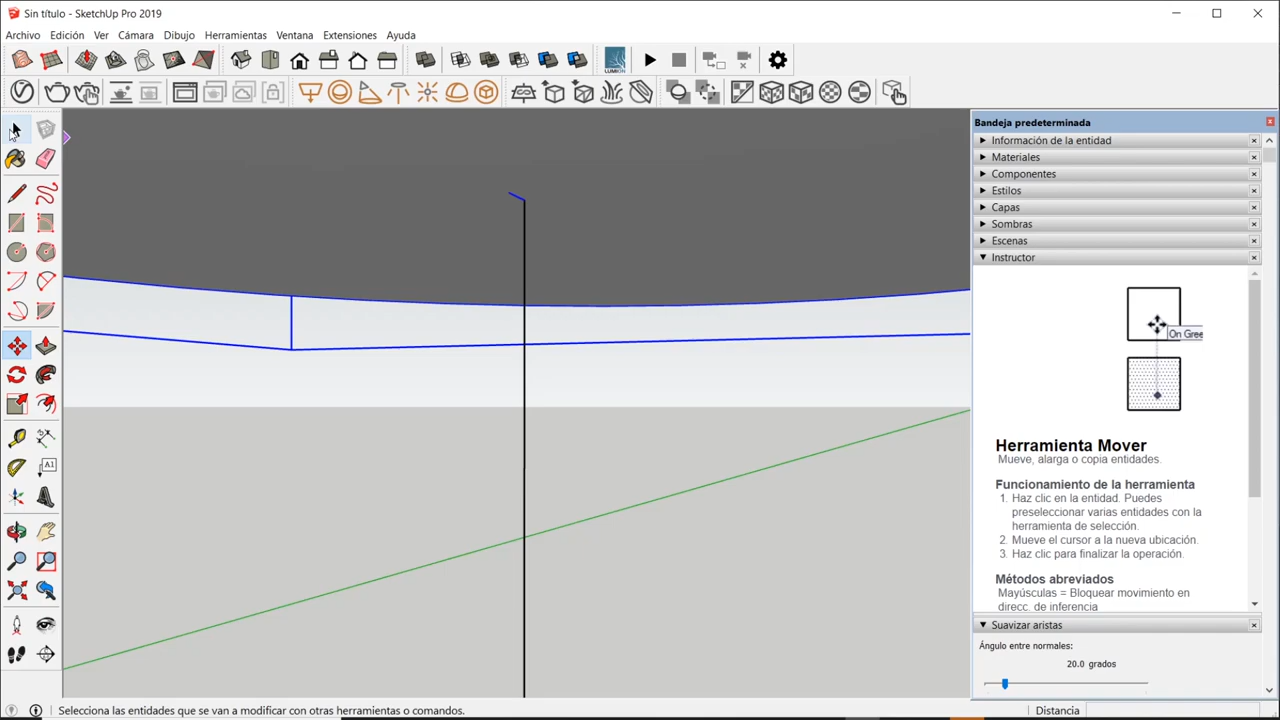 Sin título - SketchUp Pro 2019
Archivo Edición Ver Cámara Dibujo Herramientas Ventana Extensiones Ayuda
LUMION
Bandeja predeterminada
Información de la entidad
Materiales
Componentes
Estilos
Capas
Sombras
Escenas
Instructor
On Gree
Herramienta Mover
Mueve, alarga o copia entidades.
Funcionamiento de la herramienta
1. Haz clic en la entidad. Puedes
preseleccionar varias entidades con la
herramienta de selección.
2. Mueve el cursor a la nueva ubicación.
3. Haz clic para finalizar la operación.
Métodos abreviados
Mayúsculas = Bloquear movimiento en
direcc. de inferencia
Suavizar aristas
Ángulo entre normales:
20.0 grados
A1
Selecciona las entidades que se van a modificar con otras herramientas o comandos.
Distancia